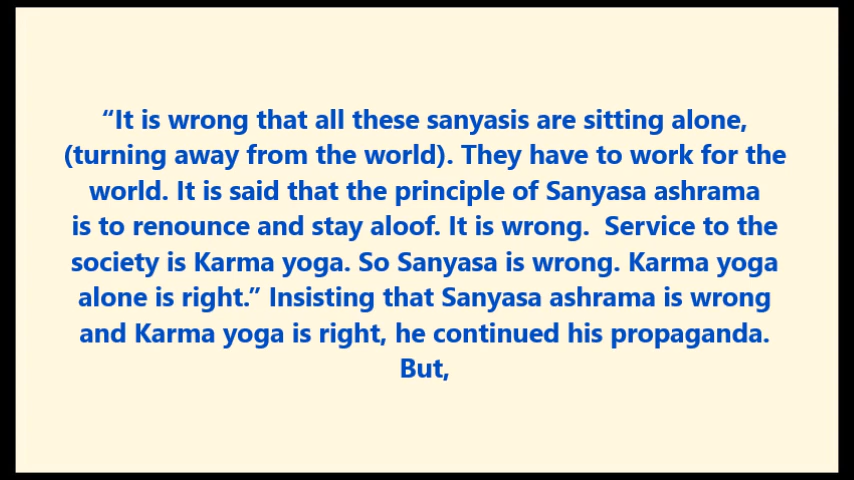 “It is wrong that all these sanyasis are sitting alone,
(turning away from the world). They have to work for the
world. It is said that the principle of Sanyasa ashrama
is to renounce and stay aloof. It is wrong.  Service to the
society is Karma yoga. So Sanyasa is wrong. Karma yoga
alone is right.” Insisting that Sanyasa ashrama is wrong
and Karma yoga is right, he continued his propaganda.
But,